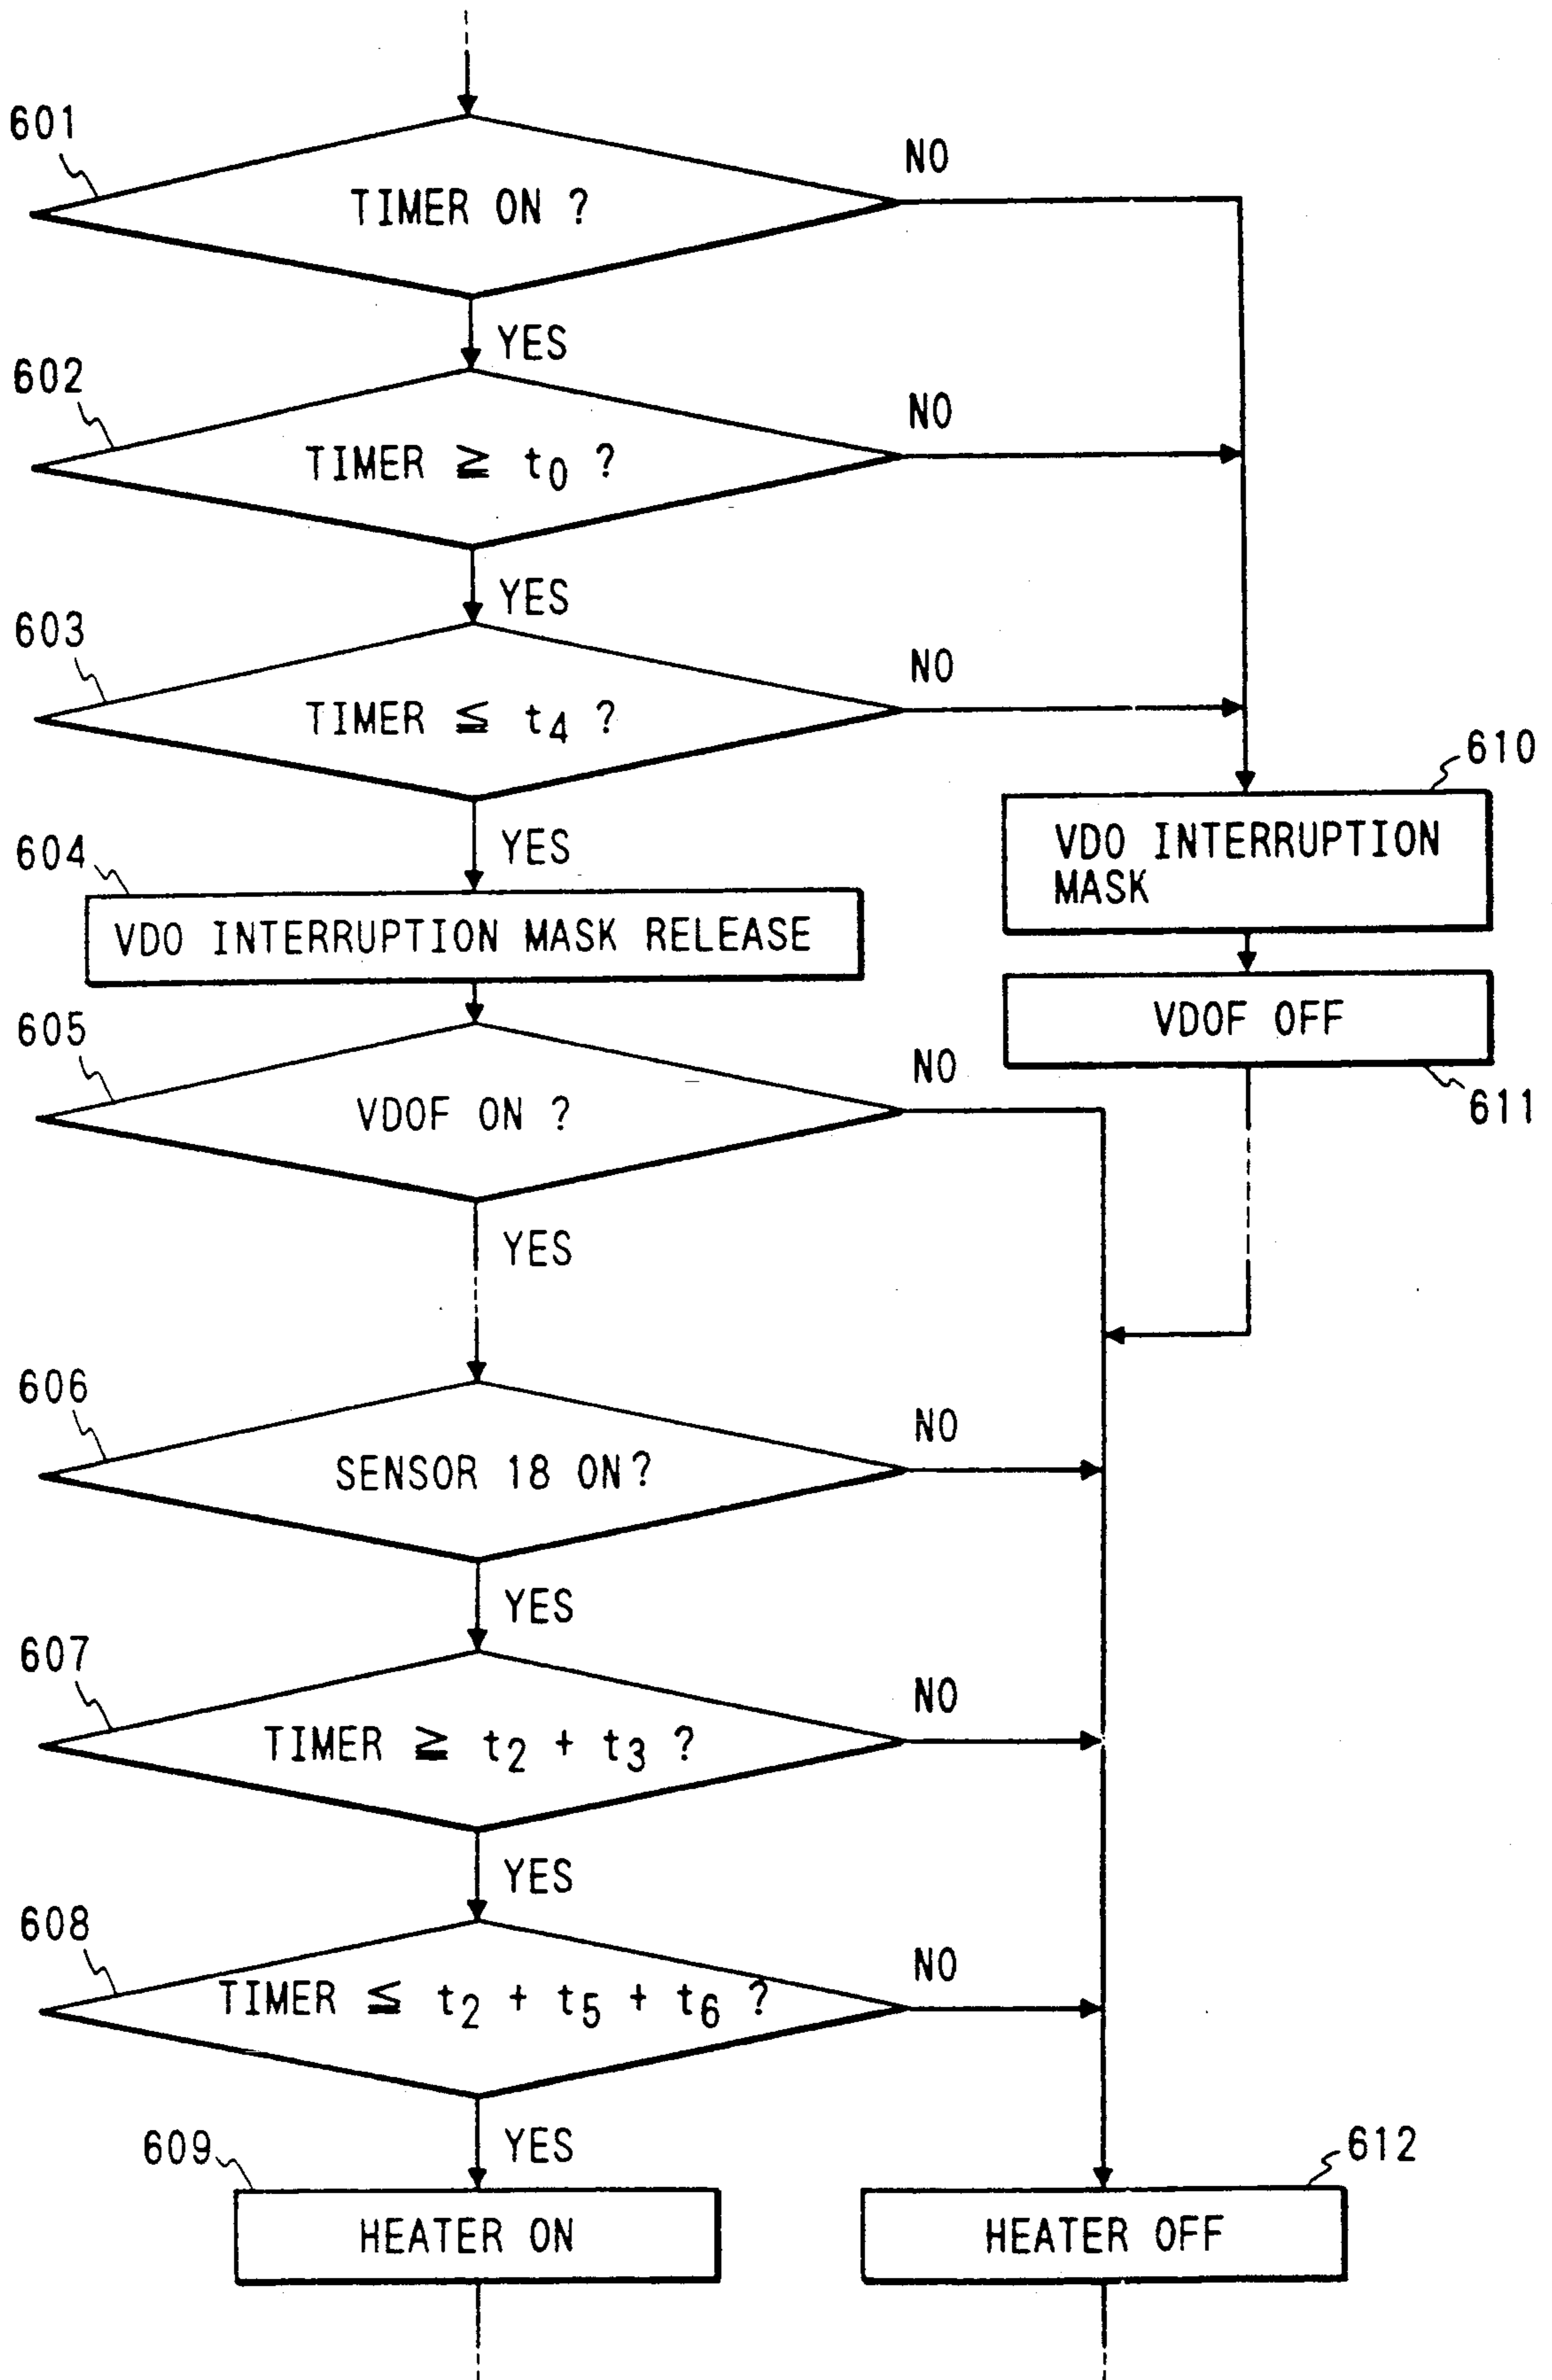 601
TIMER ON ?
NO
YES
602
TIMER ≧ t0 ?
NO
YES
603
TIMER ≦ t4 ?
NO
YES
610
VDO INTERRUPTION
MASK
604
VDO INTERRUPTION MASK RELEASE
VDOF OFF
611
605
VDOF ON ?
NO
YES
606
SENSOR 18 ON?
NO
YES
607
TIMER ≧ t2 + t3 ?
NO
YES
608
TIMER ≦ t2 + t5 + t6 ?
NO
YES
609
HEATER ON
612
HEATER OFF